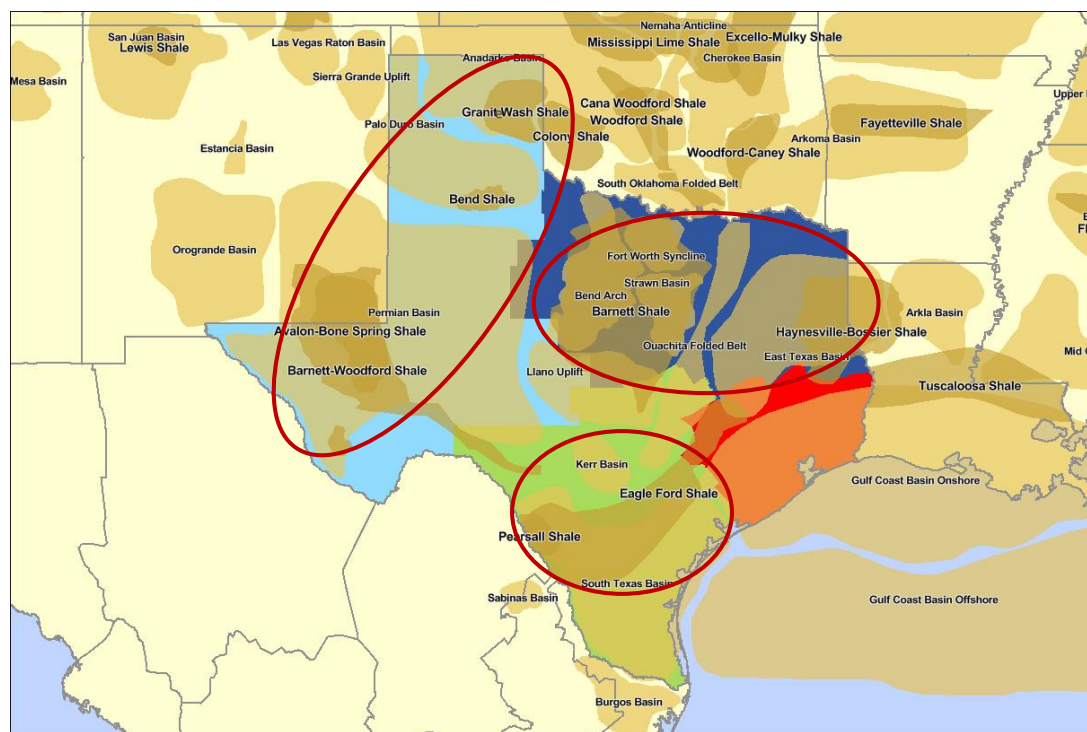 San Juan Basin
Lewis Shale
Las Vegas Raton Basin
Nemaha Anticline
Mississippi Lime Shale
Excello-Mulky Shale
Cherokee Basin
Anadarko Basin
Mesa Basin
Sierra Grande Uplift
Upper
Granit Wash Shale
Cana Woodford Shale
Woodford Shale
Palo Duro Basin
Colony Shale
Fayetteville Shale
Arkoma Basin
Woodford-Caney Shale
Estancia Basin
South Oklahoma Folded Belt
Bend Shale
Orogrande Basin
Fort Worth Syncline
Strawn Basin
Bend Arch
Barnett Shale
Permian Basin
Arkla Basin
Avalon-Bone Spring Shale
Haynesville-Bossier Shale
Ouachita Folded Belt
East Texas Basin
Mid
Barnett-Woodford Shale
Llano Uplift
Tuscaloosa Shale
Kerr Basin
Gulf Coast Basin Onshore
Eagle Ford Shale
Pearsall Shale
South Texas Basin
Sabinas Basin
Gulf Coast Basin Offshore
Burgos Basin